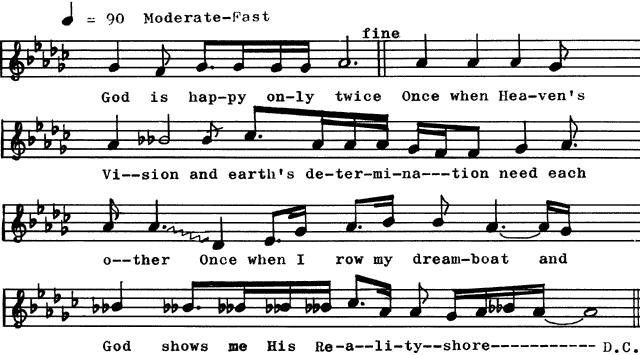 = 90 Moderate-Fast
fine
God is hap-py on-ly twice Once when Hea-ven's
Vi--sion and earth's de-ter-mi-na---tion need each
o--ther Once when I row my dream-boat and
God shows me His Re-a--li-ty--shore----------- D.C.